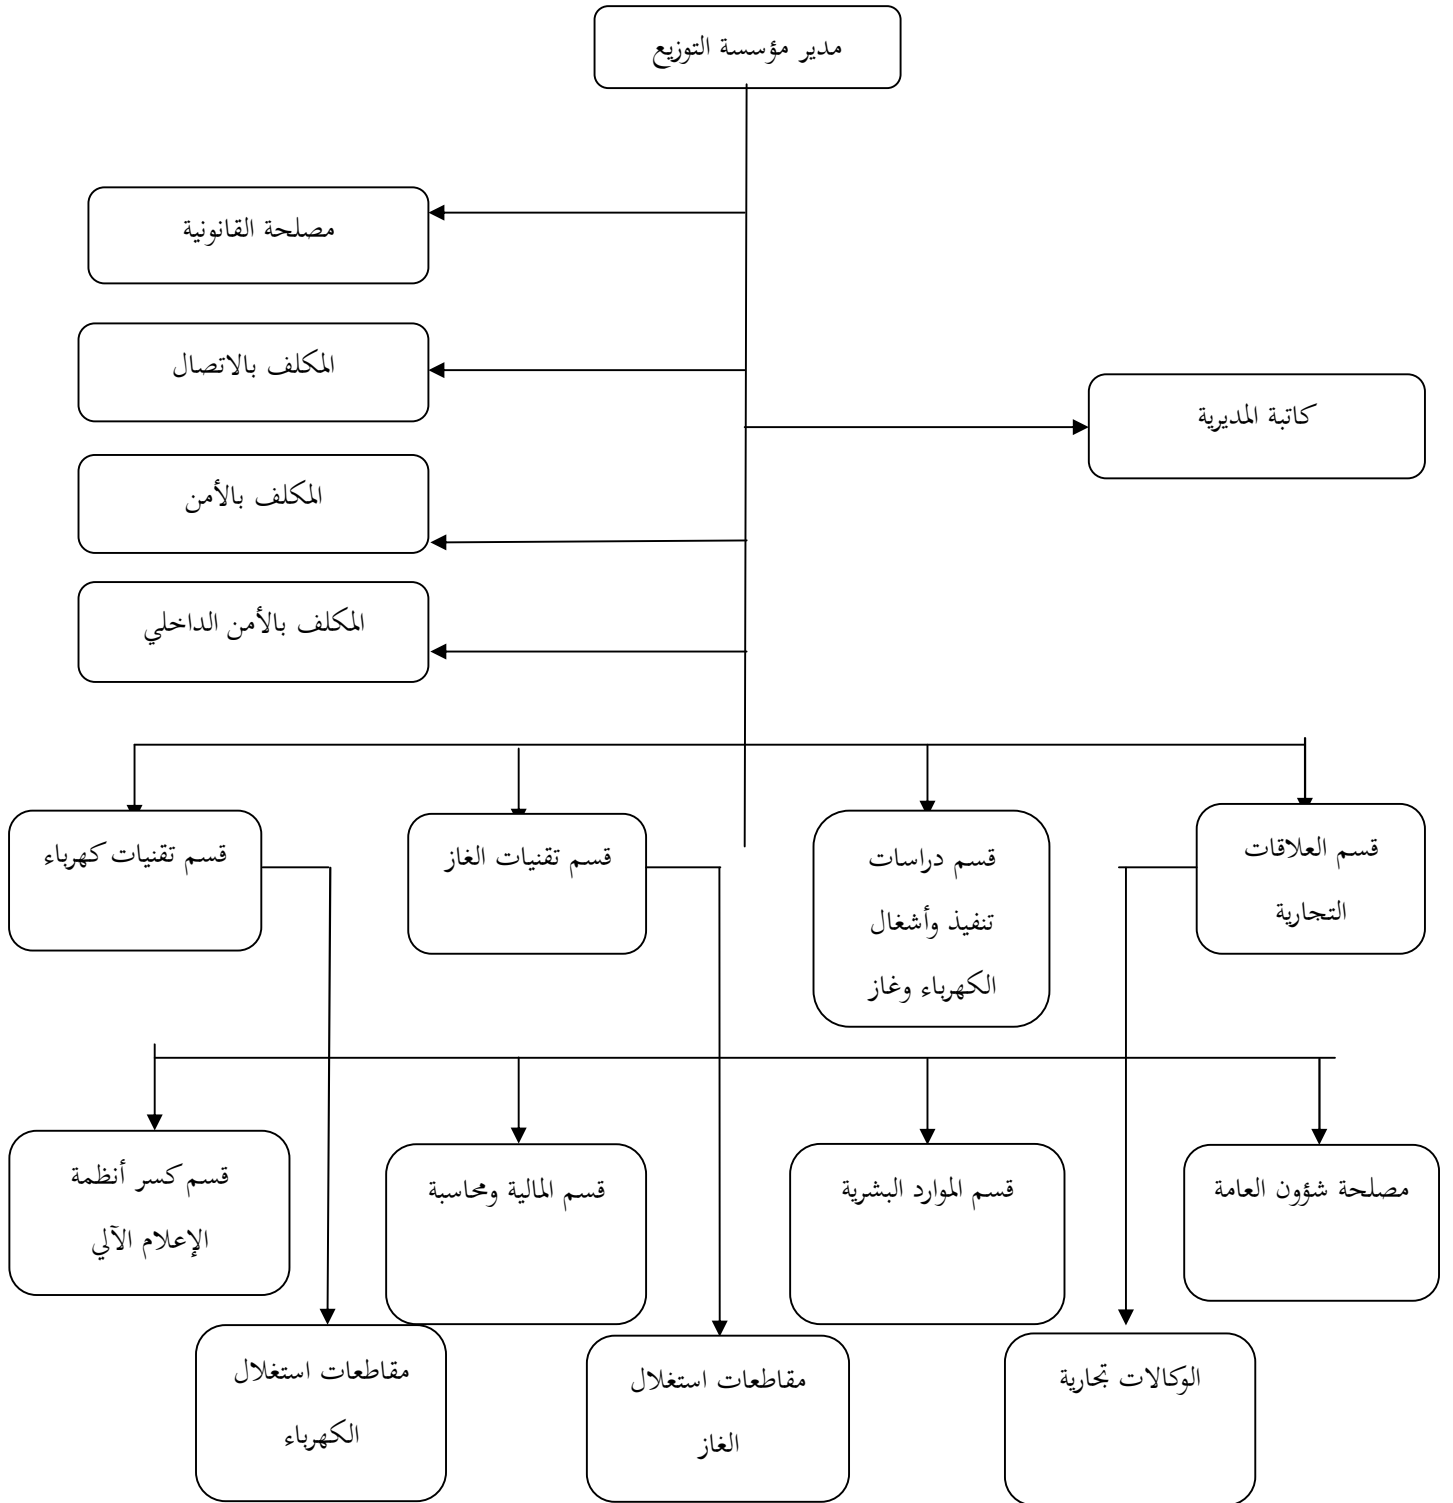 مدير مؤسسة التوزيع
مصلحة القانونية
المكلف بالاتصال
كاتبة المديرية
المكلف بالأمن
المكلف بالأمن الداخلي
قسم العلاقات
التجارية
قسم دراسات
تنفيذ وأشغال
الكهرباء وغاز
قسم تقنيات الغاز
قسم تقنيات كهرباء
مصلحة شؤون العامة
قسم الموارد البشرية
قسم المالية ومحاسبة
قسم كسر أنظمة
الإعلام الآلي
الوكالات تجارية
مقاطعات استغلال
الغاز
مقاطعات استغلال
الكهرباء